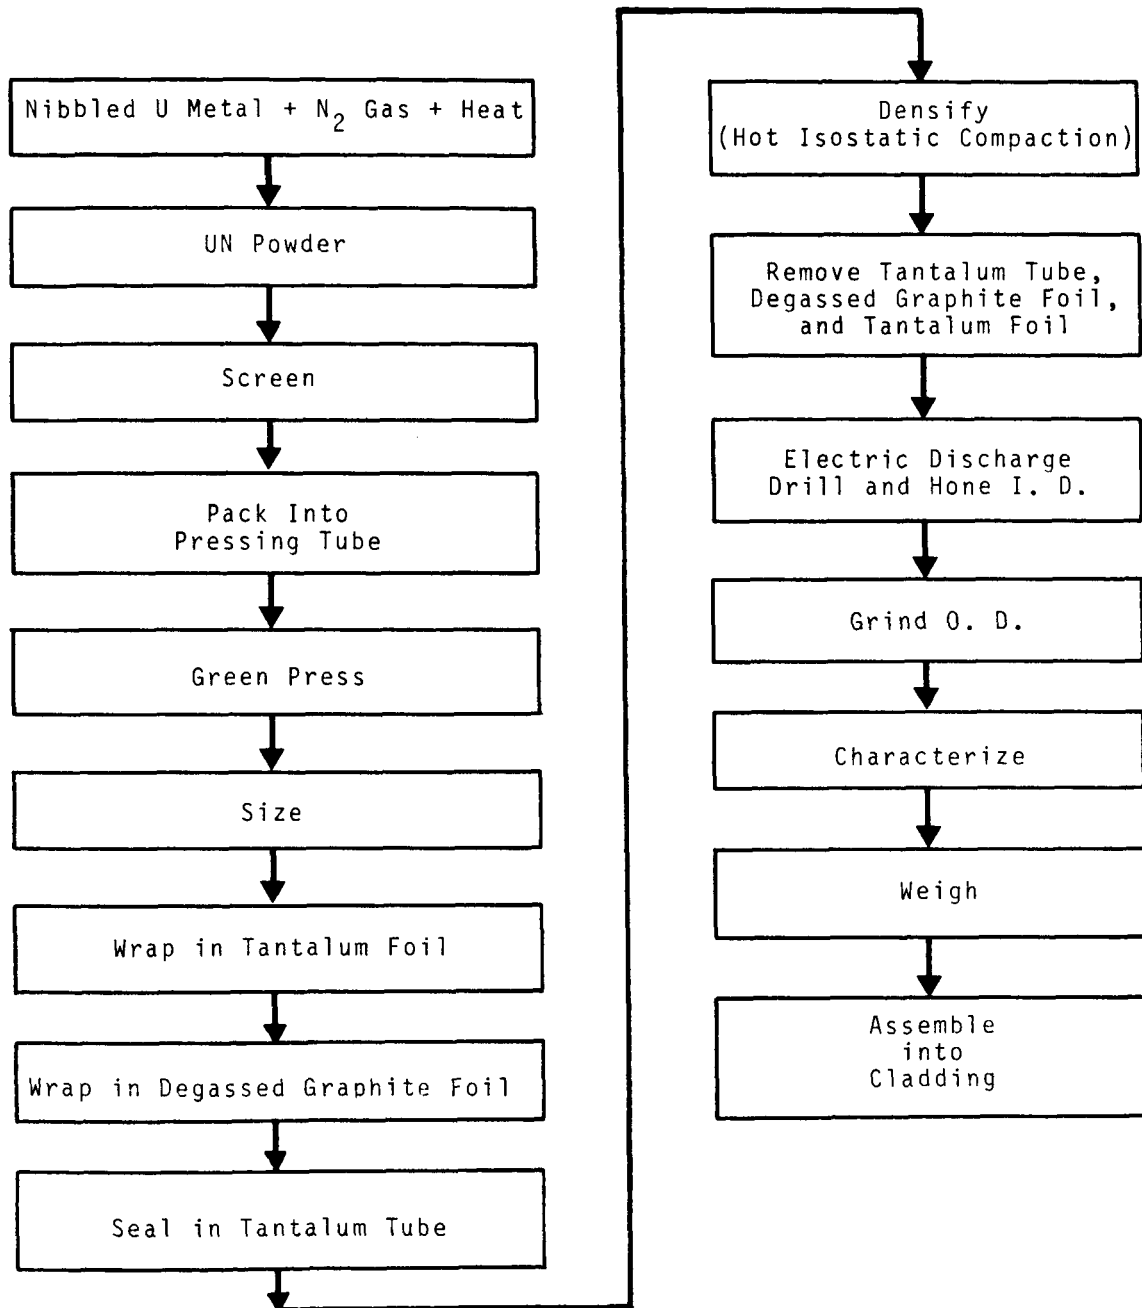 Nibbled U Metal + N2 Gas + Heat
UN Powder
Screen
Pack Into
Pressing Tube
Green Press
Size
Wrap in Tantalum Foil
Wrap in Degassed Graphite Foil
Seal in Tantalum Tube
Densify
(Hot Isostatic Compaction)
Remove Tantalum Tube,
Degassed Graphite Foil,
and Tantalum Foil
Electric Discharge
Drill and Hone I. D.
Grind O. D.
Characterize
Weigh
Assemble
into
Cladding